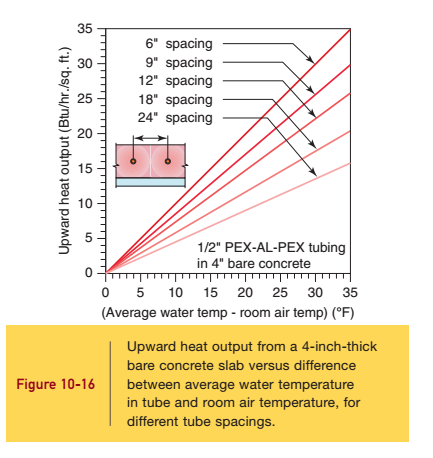 Upward heat output (Btu/hr./sq. ft.)
35
30
25
20
15
10
5
0
6" spacing
9" spacing
12" spacing
18" spacing
24" spacing
1/2" PEX-AL-PEX tubing
in 4" bare concrete
0 5 10 15 20 25 30 35
(Average water temp - room air temp) (°F)
Figure 10-16
Upward heat output from a 4-inch-thick
bare concrete slab versus difference
between average water temperature
in tube and room air temperature, for
different tube spacings.